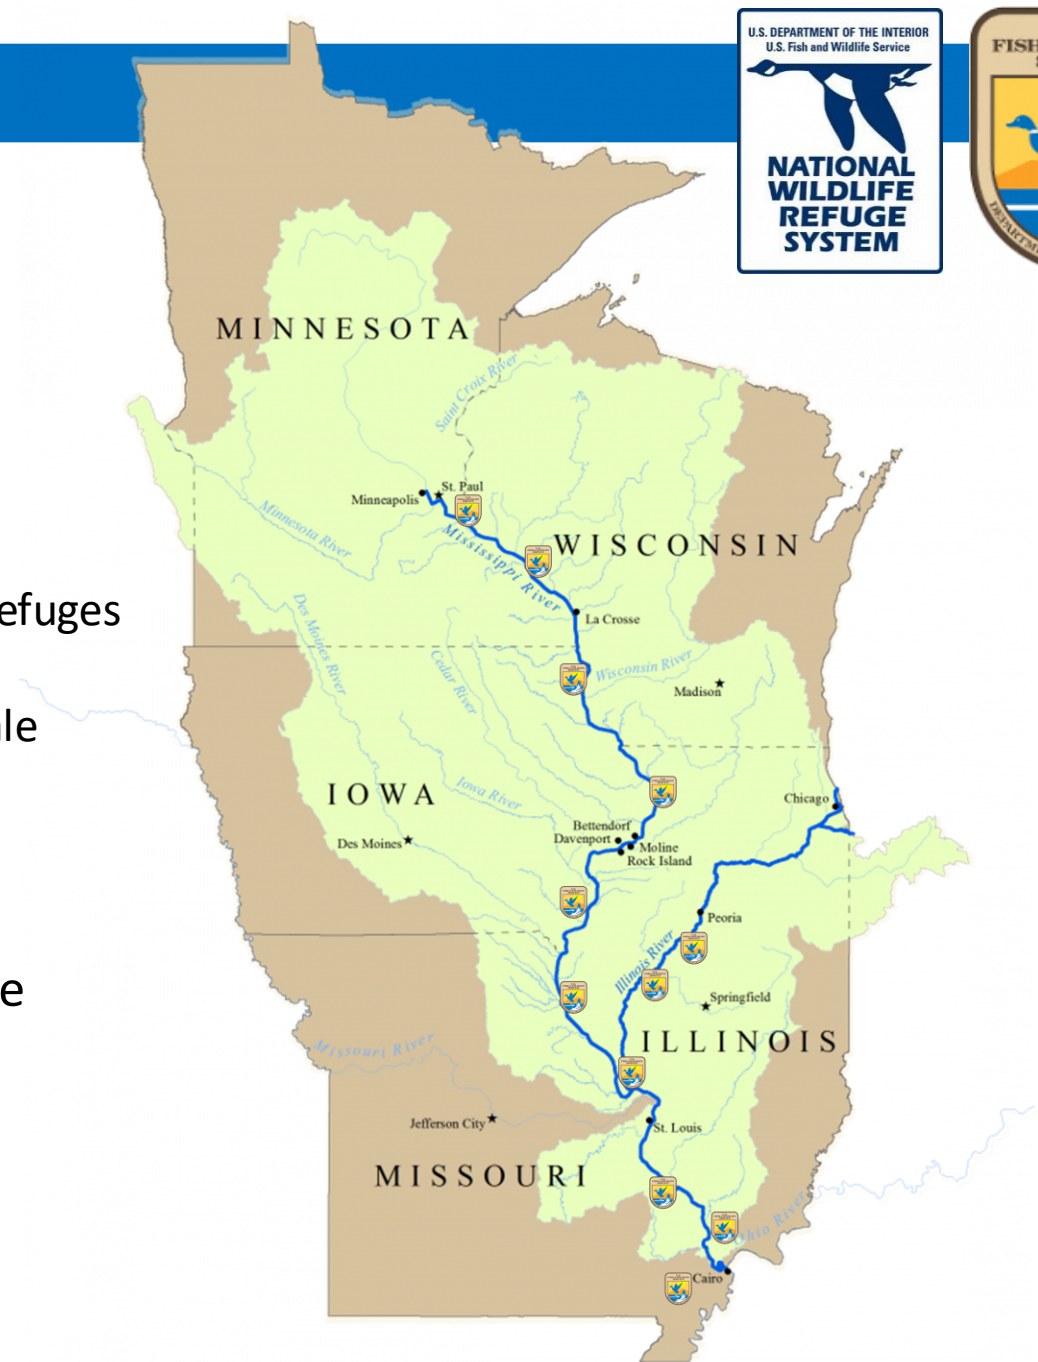 U.S. DEPARTMENT OF THE INTERIOR
U.S. Fish and Wildlife Service
NATIONAL
WILDLIFE
REFUGE
SYSTEM
FISH
DEPARTM
MINNESOTA
Saint Croix River
St. Paul
Minneapolis
Minnesota River
Mississippi River
WISCONSIN
efuges
La Crosse
Des Moines River
Cedar River
Wisconsin River
Madison
le
IOWA
Iowa River
Chicago
Bettendorf
Davenport
Moline
Rock Island
Des Moines
Peoria
Illinois River
e
Springfield
ILLINOIS
Missouri River
Jefferson City
St. Louis
MISSOURI
Ohio River
Cairo